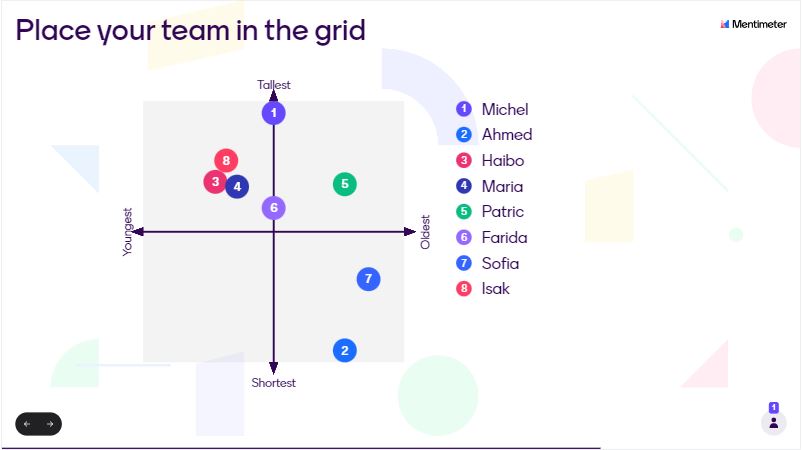 Place your team in the grid
Mentimeter
Tallest
1
8
3
4
5
6
Youngest
Oldest
7
2
Shortest
1 Michel
2 Ahmed
3 Haibo
4 Maria
5 Patric
6 Farida
7 Sofia
8 Isak
1